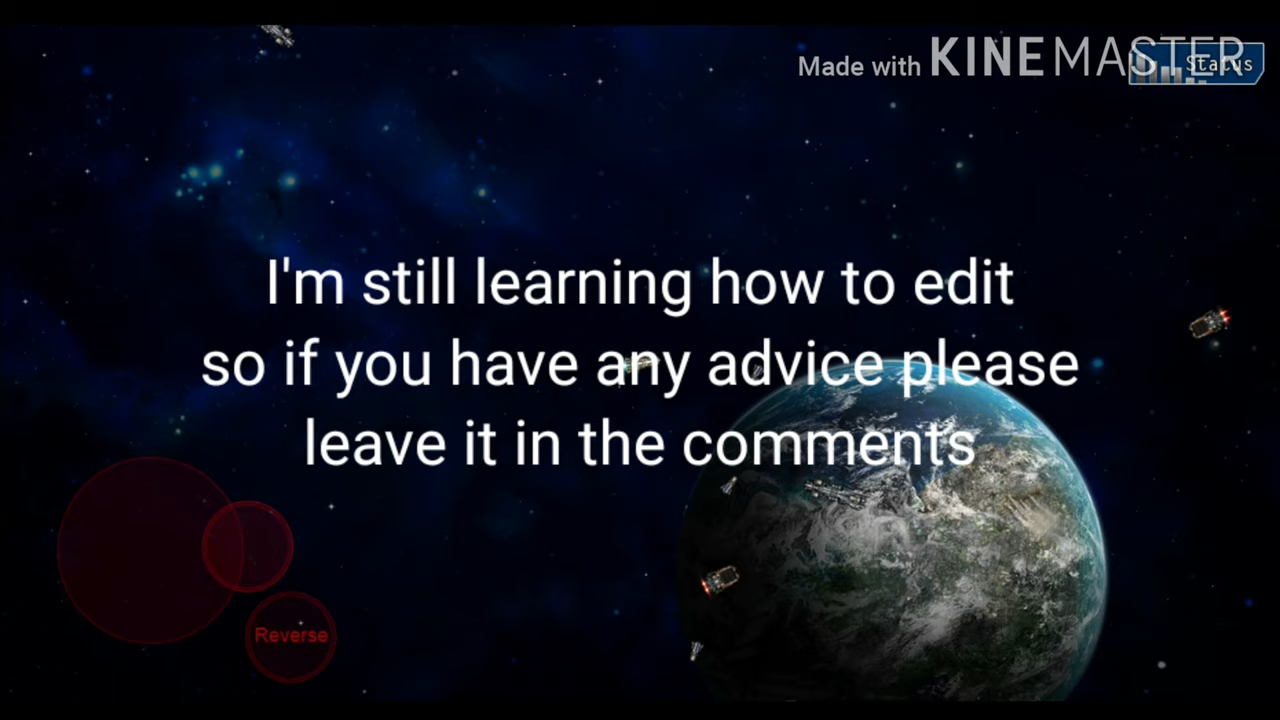 Made with KINEMASTER
Status
I'm still learning how to edit
so if you have any advice please
leave it in the comments
Reverse